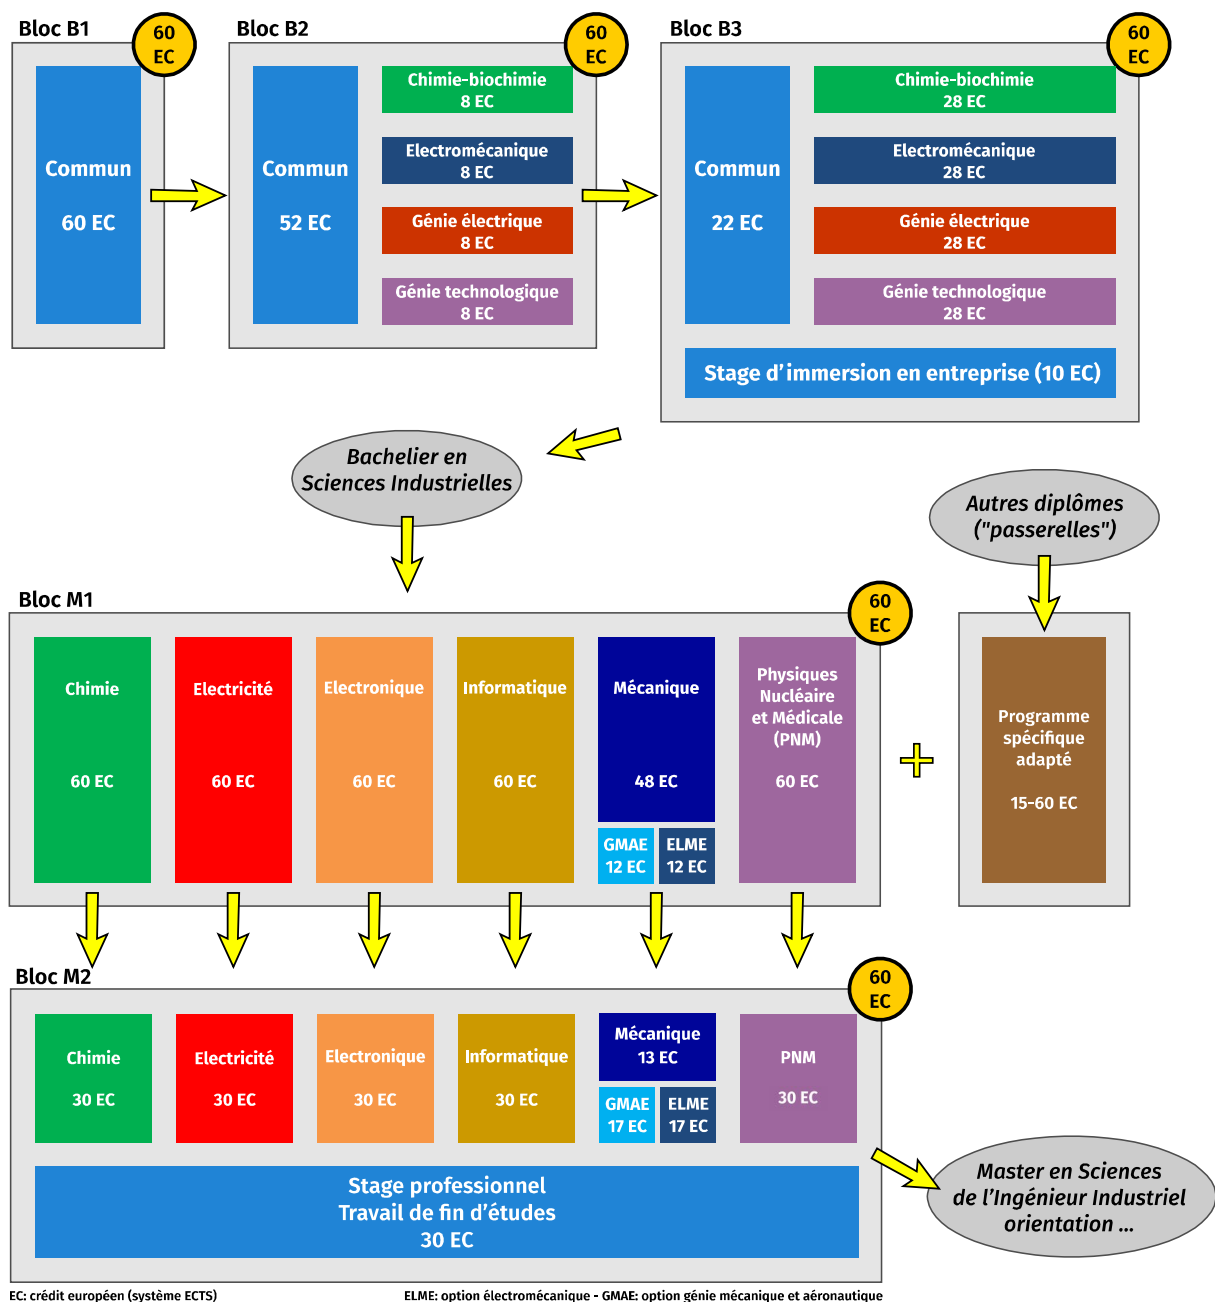 Bloc B1
60
EC
Commun
60 EC
Bloc B2
60
EC
Commun
52 EC
Chimie-biochimie
8 EC
Electromécanique
8 EC
Génie électrique
8 EC
Génie technologique
8 EC
Bloc B3
60
EC
Commun
22 EC
Chimie-biochimie
28 EC
Electromécanique
28 EC
Génie électrique
28 EC
Génie technologique
28 EC
Stage d'immersion en entreprise (10 EC)
Bachelier en
Sciences Industrielles
Autres diplômes
("passerelles")
Bloc M1
60
EC
Chimie
60 EC
Electricité
60 EC
Electronique
60 EC
Informatique
60 EC
Mécanique
48 EC
GMAE
12 EC
ELME
12 EC
Physiques
Nucléaire
et Médicale
(PNM)
60 EC
+
Programme
spécifique
adapté
15-60 EC
Bloc M2
60
EC
Chimie
30 EC
Electricité
30 EC
Electronique
30 EC
Informatique
30 EC
Mécanique
13 EC
GMAE
17 EC
ELME
17 EC
PNM
30 EC
Stage professionnel
Travail de fin d'études
30 EC
Master en Sciences
de l'Ingénieur Industriel
orientation ...
EC: crédit européen (système ECTS)
ELME: option électromécanique - GMAE: option génie mécanique et aéronautique